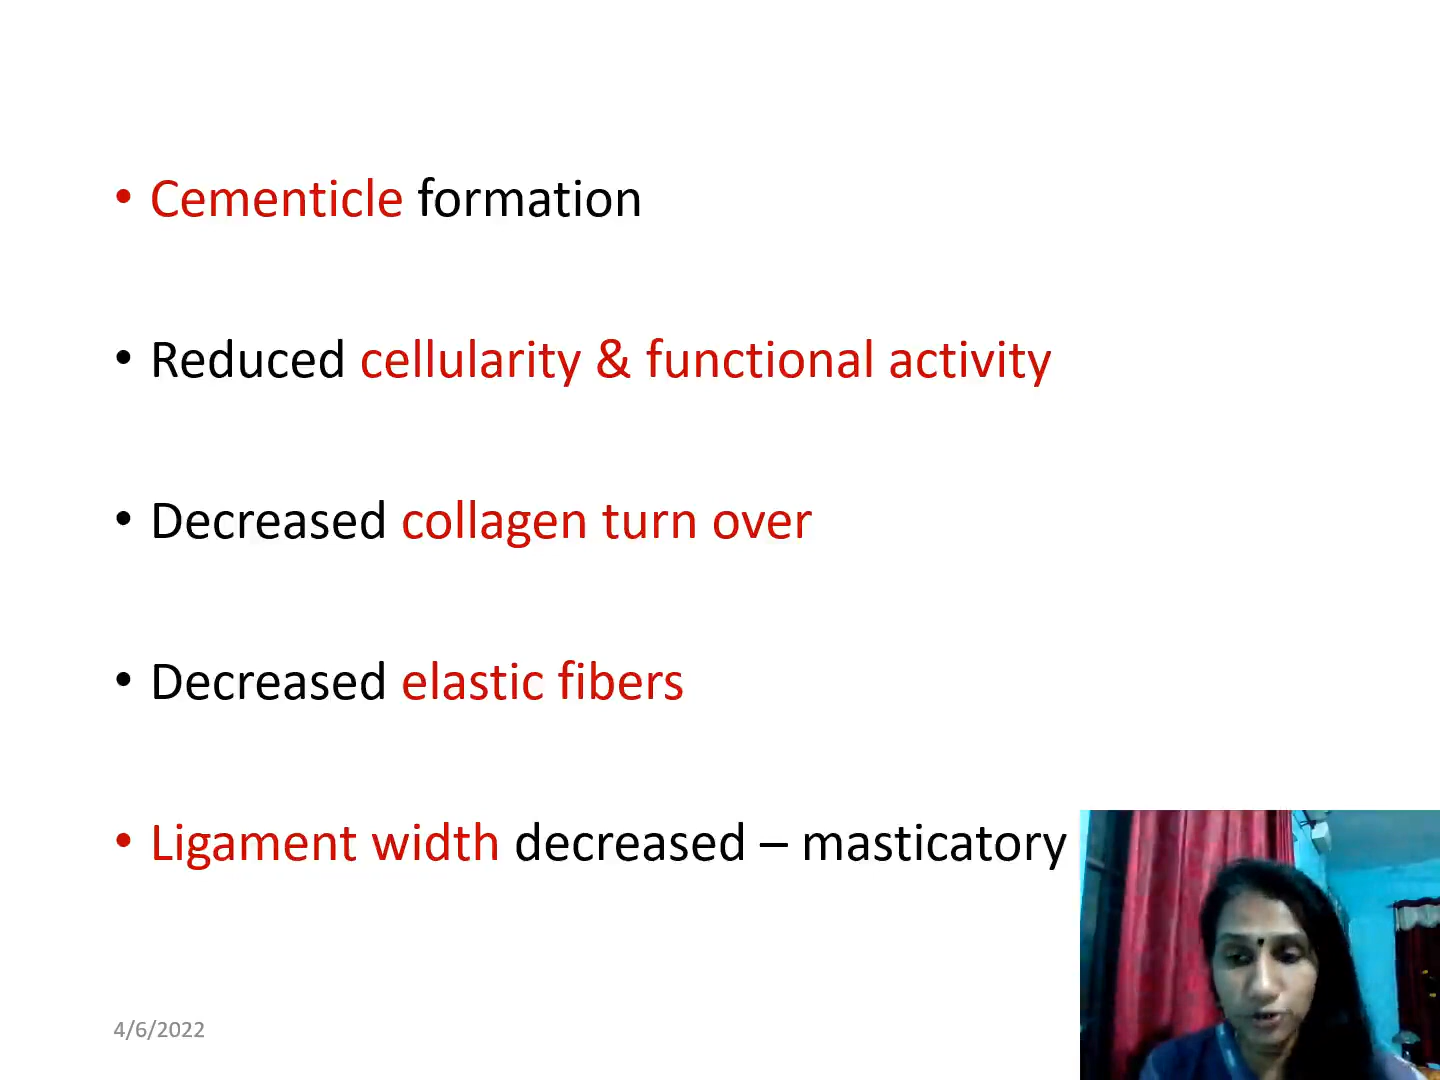 • Cementicle formation
• Reduced cellularity & functional activity
• Decreased collagen turn over
• Decreased elastic fibers
• Ligament width decreased – masticatory
4/6/2022